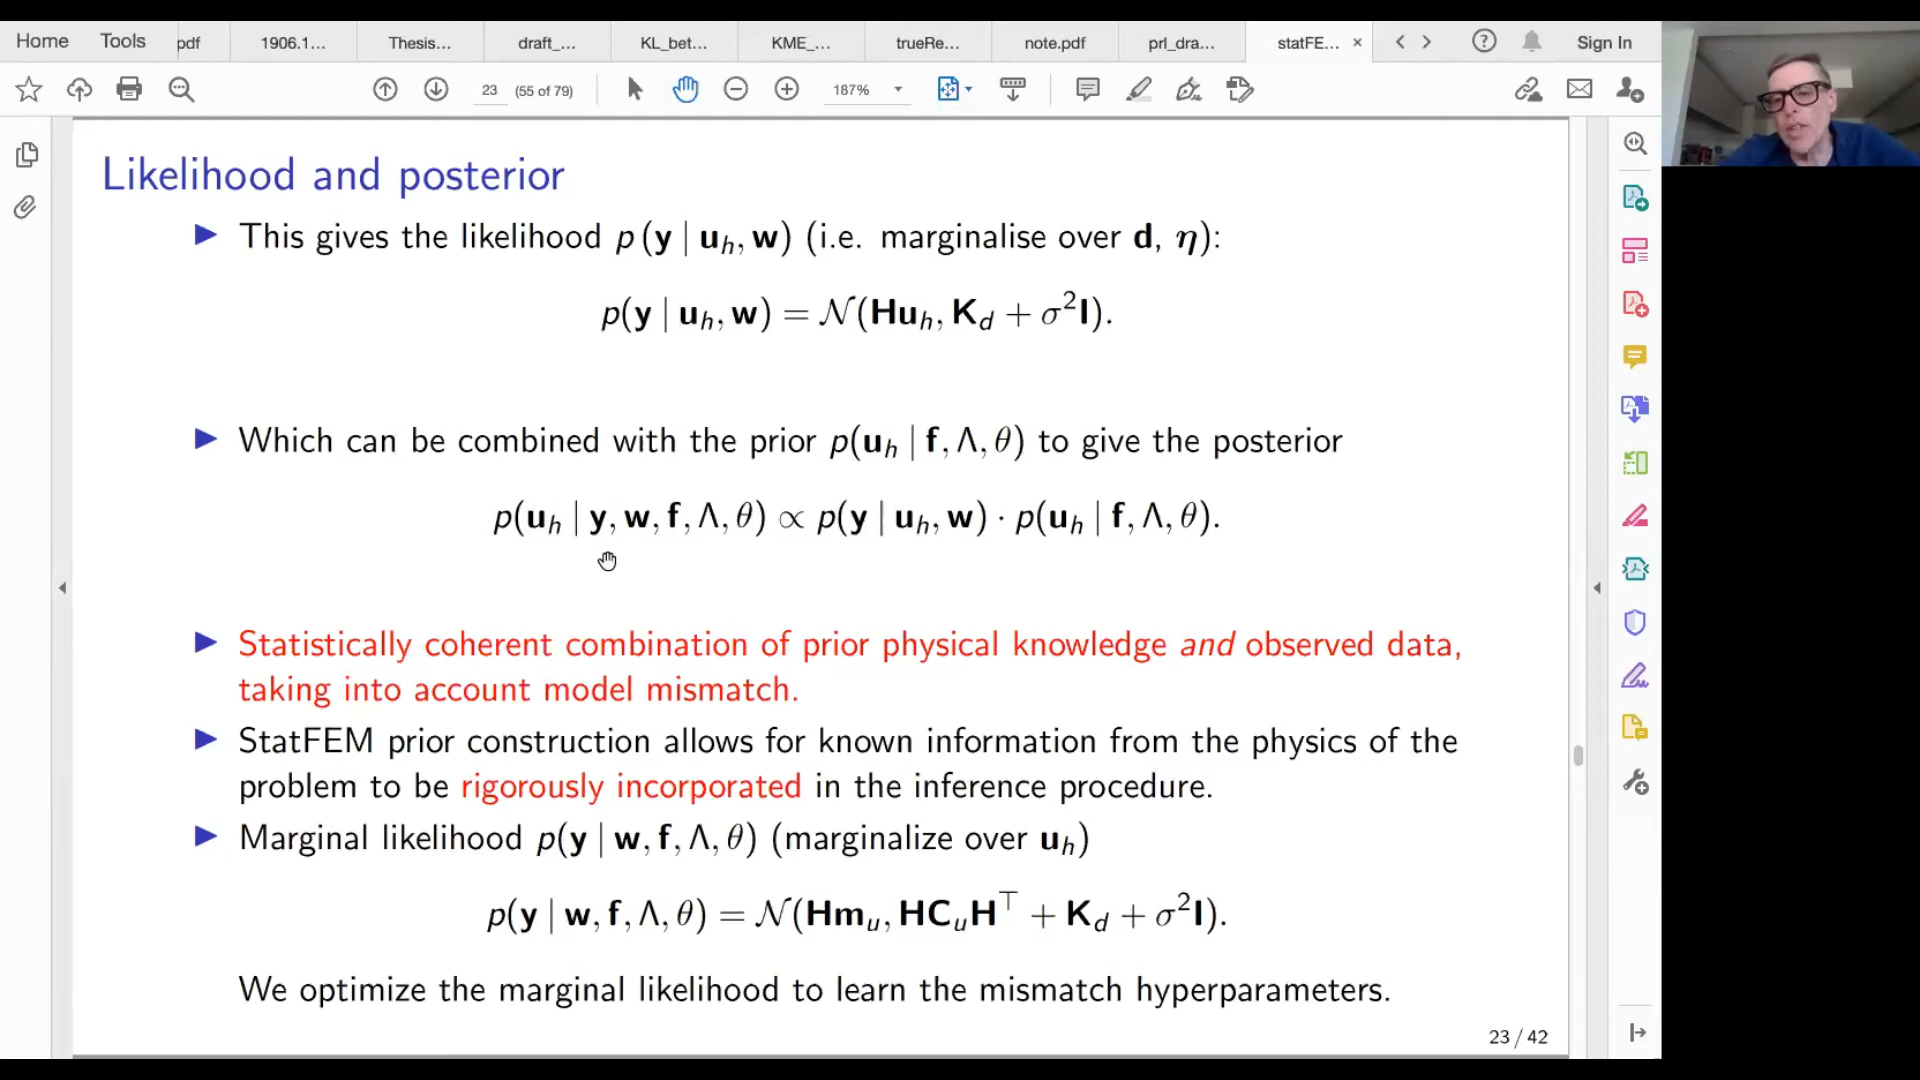 Home Tools pdf 1906.1... Thesis... draft_... KL_bet... KME_... trueRe... note.pdf prl_dra... statFE... × Sign In
23 (55 of 79) 187%
Likelihood and posterior
▶ This gives the likelihood p(y | u_h, w) (i.e. marginalise over d, η):
p(y | u_h, w) = 𝒩(Hu_h, K_d + σ²I).
▶ Which can be combined with the prior p(u_h | f, Λ, θ) to give the posterior
p(u_h | y, w, f, Λ, θ) ∝ p(y | u_h, w) · p(u_h | f, Λ, θ).
▶ Statistically coherent combination of prior physical knowledge and observed data,
taking into account model mismatch.
▶ StatFEM prior construction allows for known information from the physics of the
problem to be rigorously incorporated in the inference procedure.
▶ Marginal likelihood p(y | w, f, Λ, θ) (marginalize over u_h)
p(y | w, f, Λ, θ) = 𝒩(Hm_u, HC_uH^⊤ + K_d + σ²I).
We optimize the marginal likelihood to learn the mismatch hyperparameters.
23 / 42